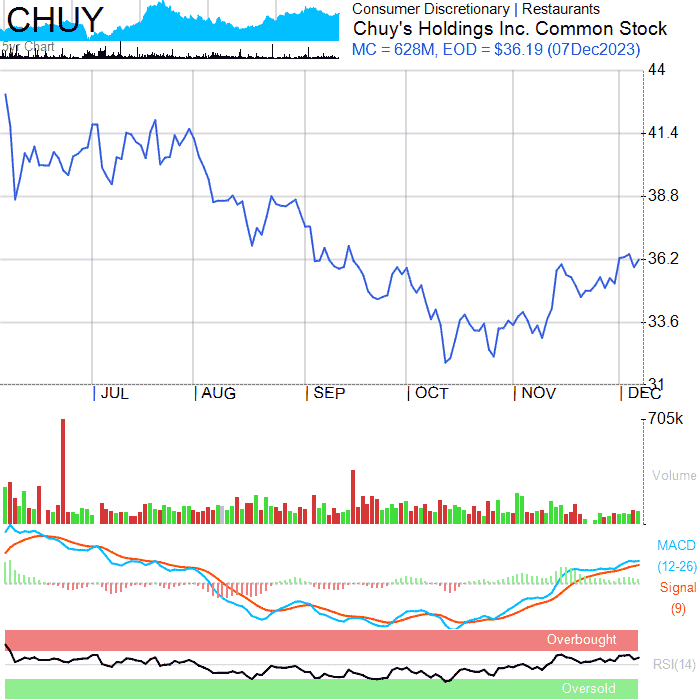 CHUY
5yr Chart
Consumer Discretionary | Restaurants
Chuy's Holdings Inc. Common Stock
MC = 628M, EOD = $36.19 (07Dec2023)
44
41.4
38.8
36.2
33.6
31
JUL
AUG
SEP
OCT
NOV
DEC
705k
Volume
MACD
(12-26)
Signal
(9)
Overbought
RSI(14)
Oversold